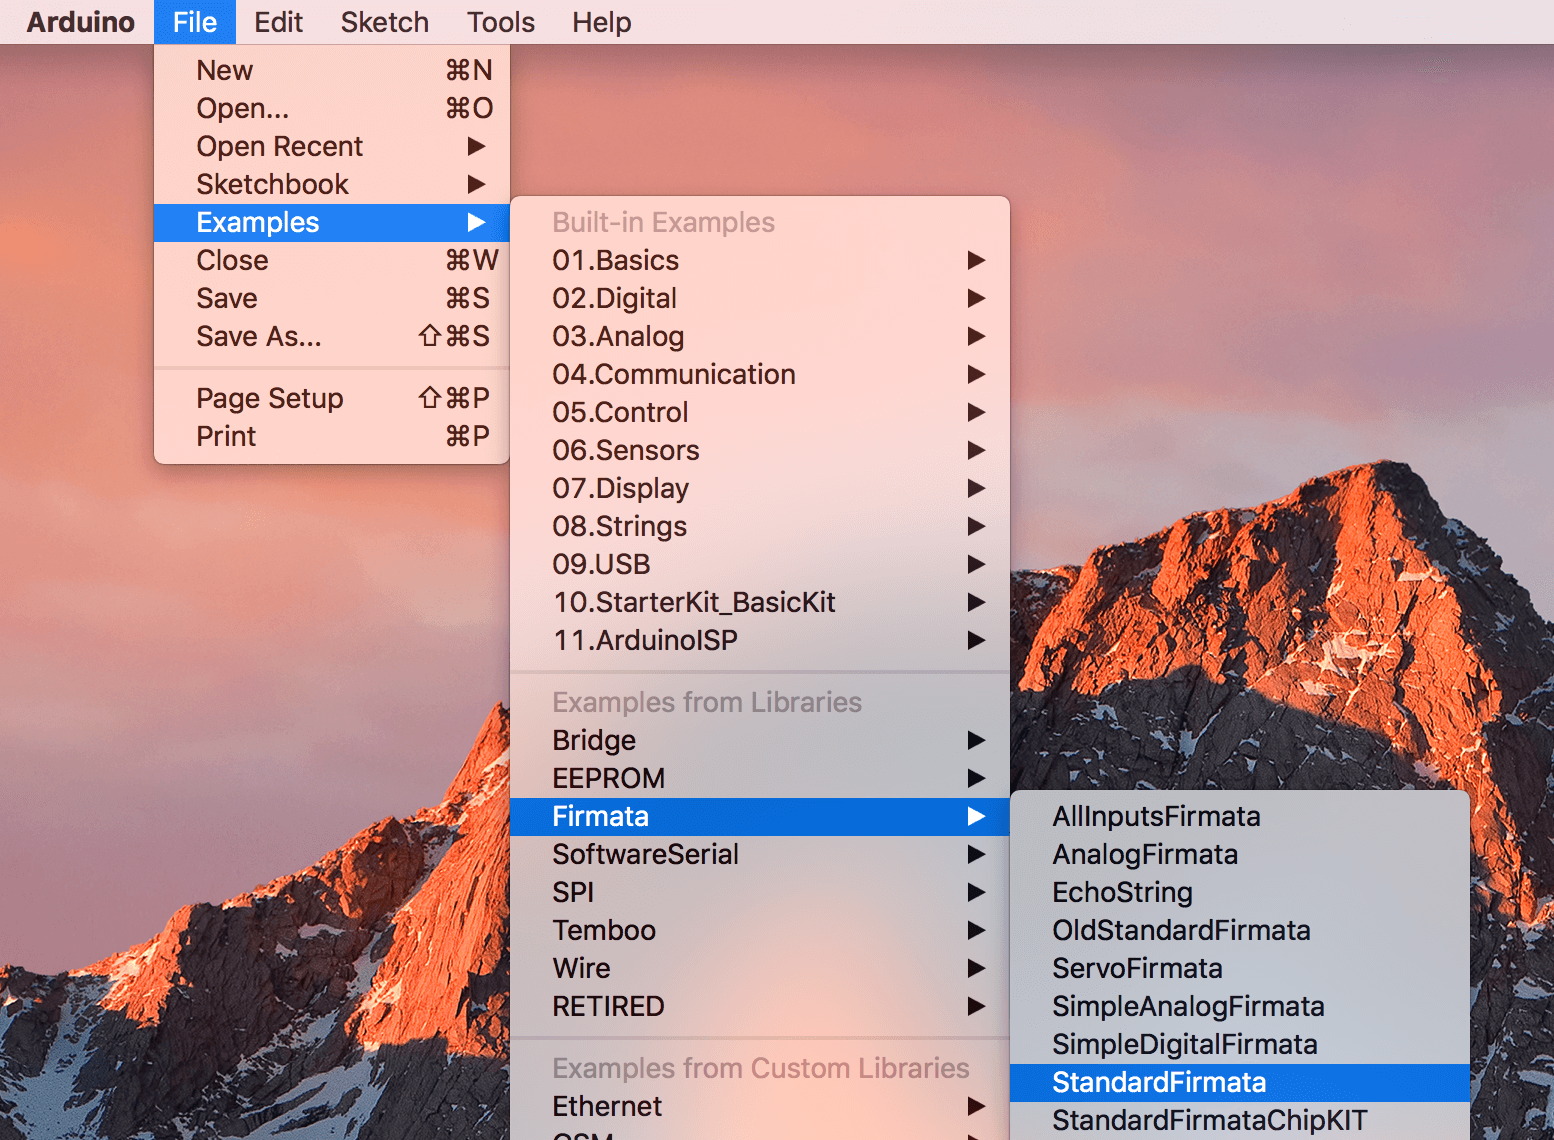 Arduino File Edit Sketch Tools Help
New ⌘N
Open... ⌘O
Open Recent ▶
Sketchbook ▶
Examples ▶
Close ⌘W
Save ⌘S
Save As... ⇧⌘S
Page Setup ⇧⌘P
Print ⌘P
Built-in Examples
01.Basics ▶
02.Digital ▶
03.Analog ▶
04.Communication ▶
05.Control ▶
06.Sensors ▶
07.Display ▶
08.Strings ▶
09.USB ▶
10.StarterKit_BasicKit ▶
11.ArduinoISP ▶
Examples from Libraries
Bridge ▶
EEPROM ▶
Firmata ▶
SoftwareSerial ▶
SPI ▶
Temboo ▶
Wire ▶
RETIRED ▶
Examples from Custom Libraries
Ethernet ▶
AllInputsFirmata
AnalogFirmata
EchoString
OldStandardFirmata
ServoFirmata
SimpleAnalogFirmata
SimpleDigitalFirmata
StandardFirmata
StandardFirmataChipKIT